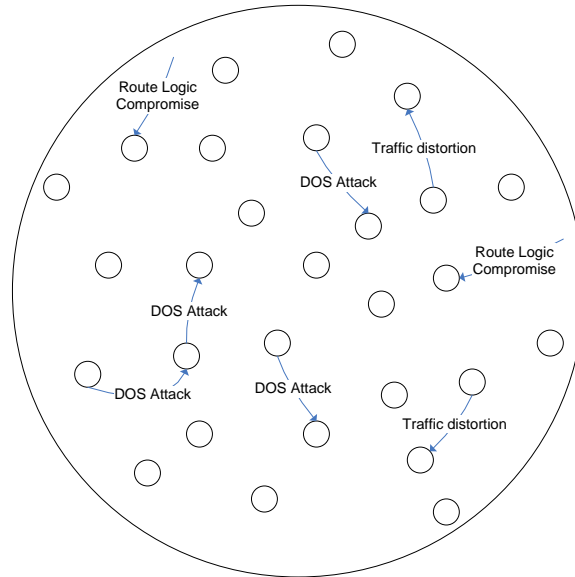 Route Logic
Compromise
Traffic distortion
DOS Attack
Route Logic
Compromise
DOS Attack
DOS Attack
DOS Attack
Traffic distortion